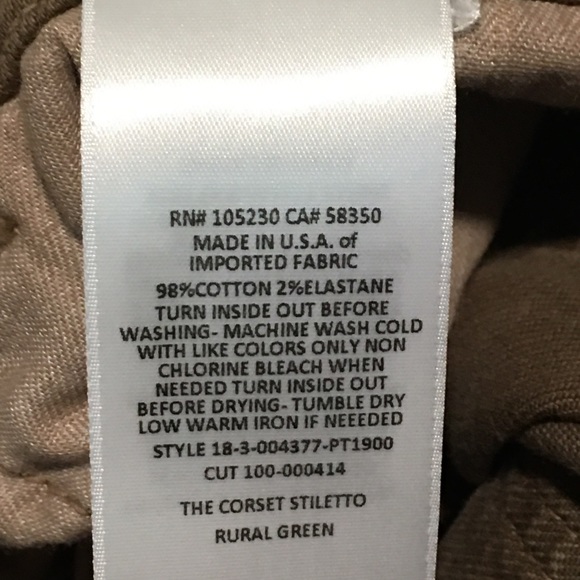 RN# 105230 CA# 58350
MADE IN U.S.A. of
IMPORTED FABRIC
98%COTTON 2%ELASTANE
TURN INSIDE OUT BEFORE
WASHING- MACHINE WASH COLD
WITH LIKE COLORS ONLY NON
CHLORINE BLEACH WHEN
NEEDED TURN INSIDE OUT
BEFORE DRYING- TUMBLE DRY
LOW WARM IRON IF NEEEDED
STYLE 18-3-004377-PT1900
CUT 100-000414
THE CORSET STILETTO
RURAL GREEN